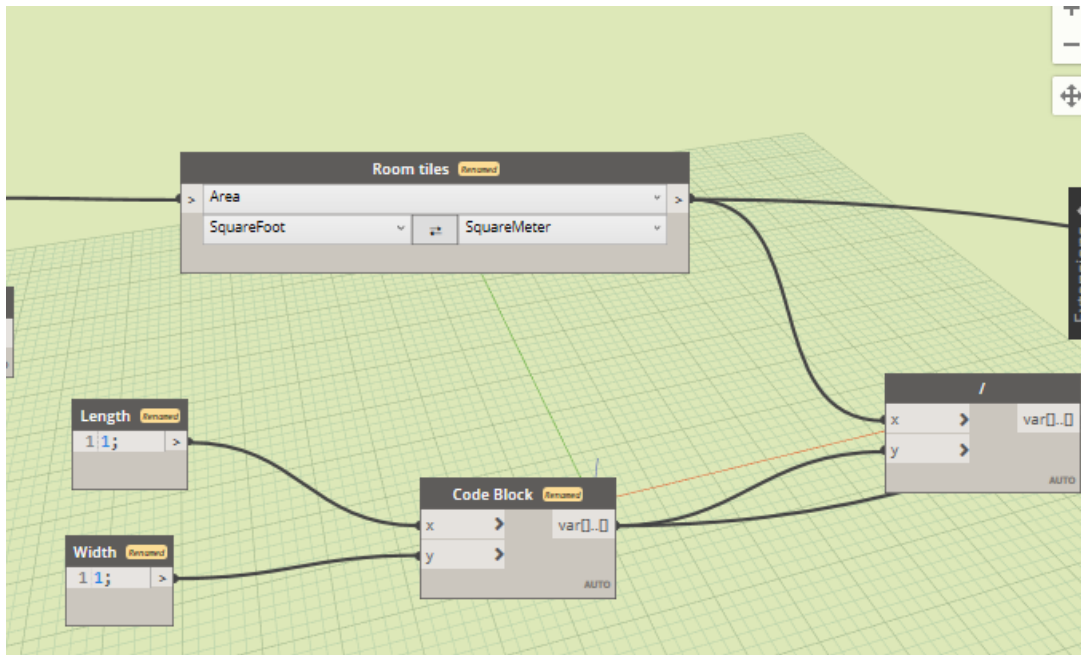 +
−
Room tiles Renamed
> Area >
SquareFoot SquareMeter
Extensions
/
x > var[]..[]
y >
AUTO
Length Renamed
1 1; >
Code Block Renamed
x > var[]..[]
y >
AUTO
Width Renamed
1 1; >